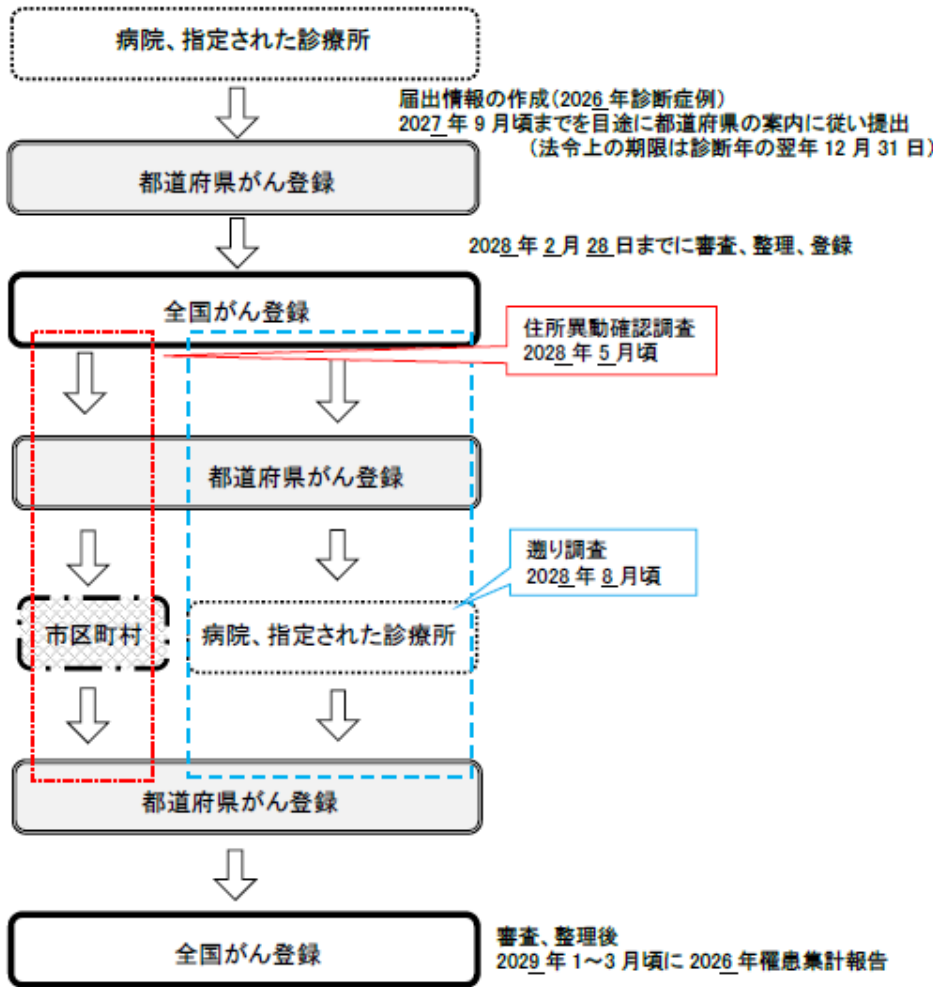 病院、指定された診療所
届出情報の作成(2026 年診断症例)
2027 年 9 月頃までを目途に都道府県の案内に従い提出
(法令上の期限は診断年の翌年 12 月 31 日)
都道府県がん登録
2028 年 2 月 28 日までに審査、整理、登録
全国がん登録
住所異動確認調査
2028 年 5 月頃
都道府県がん登録
遡り調査
2028 年 8 月頃
市区町村
病院、指定された診療所
都道府県がん登録
全国がん登録
審査、整理後
2029 年 1～3 月頃に 2026 年罹患集計報告